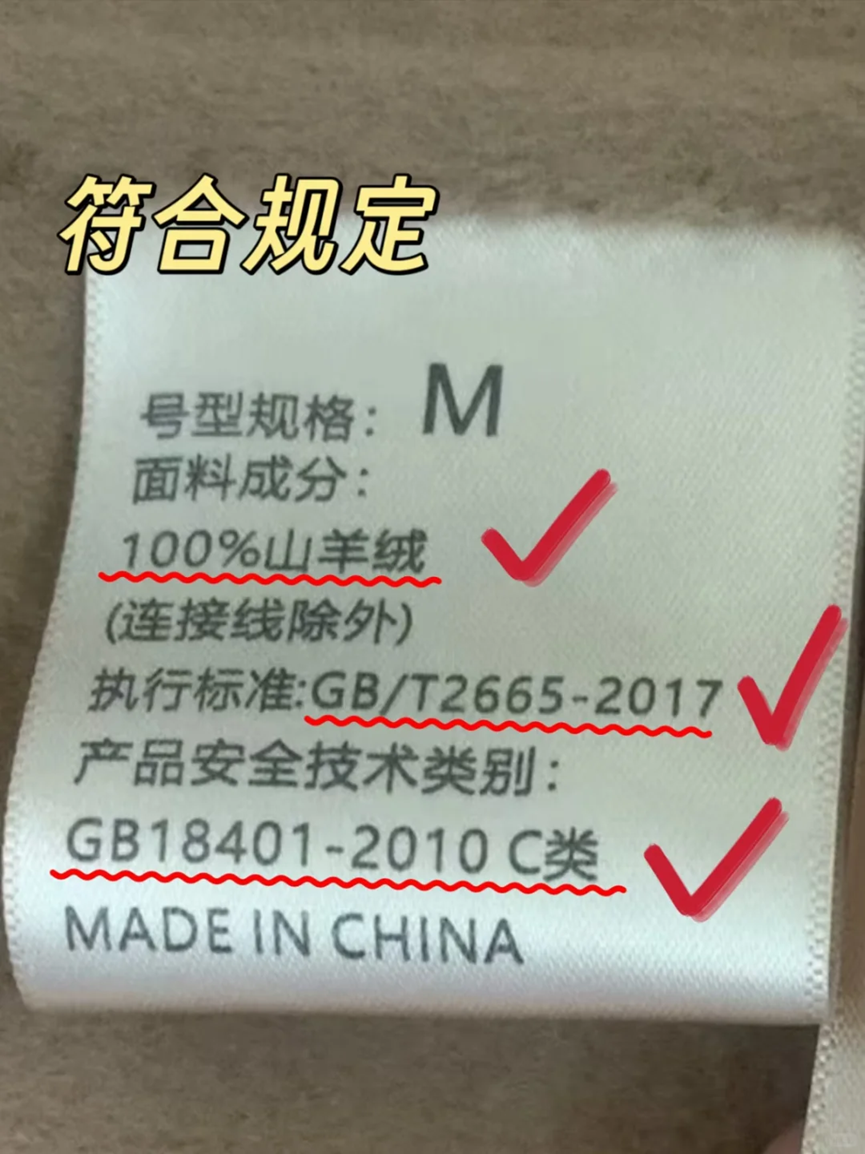 符合规定
号型规格： M
面料成分：
100%山羊绒
(连接线除外)
执行标准:GB/T2665-2017
产品安全技术类别：
GB18401-2010 C类
MADE IN CHINA